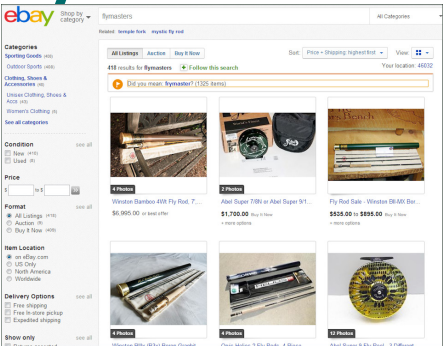 ebay
Shop by
category
flymasters
All Categories
Related: temple fork mystic fly rod
Categories
Sporting Goods (409)
Outdoor Sports (408)
Clothing, Shoes &
Accessories (9)
Unisex Clothing, Shoes &
Accs (43)
Women's Clothing (6)
See all categories
Condition see all
New (410)
Used (8)
Price
$ to $
Format see all
All Listings (418)
Auction (9)
Buy It Now (409)
Item Location
on eBay.com
US Only
North America
Worldwide
Delivery Options see all
Free shipping
Free In-store pickup
Expedited shipping
Show only see all
All Listings Auction Buy It Now
Sort: Price + Shipping: highest first View:
418 results for flymasters Follow this search
Your location: 46032
Did you mean: frymaster? (1325 items)
4 Photos
Winston Bamboo 4Wt Fly Rod, 7',...
$6,995.00 or best offer
2 Photos
Abel Super 7/8N or Abel Super 9/1...
$1,700.00 Buy It Now
+ more options
Fly Rod Sale - Winston BII-MX Bor...
$535.00 to $895.00 Buy It Now
+ more options
4 Photos
4 Photos
12 Photos